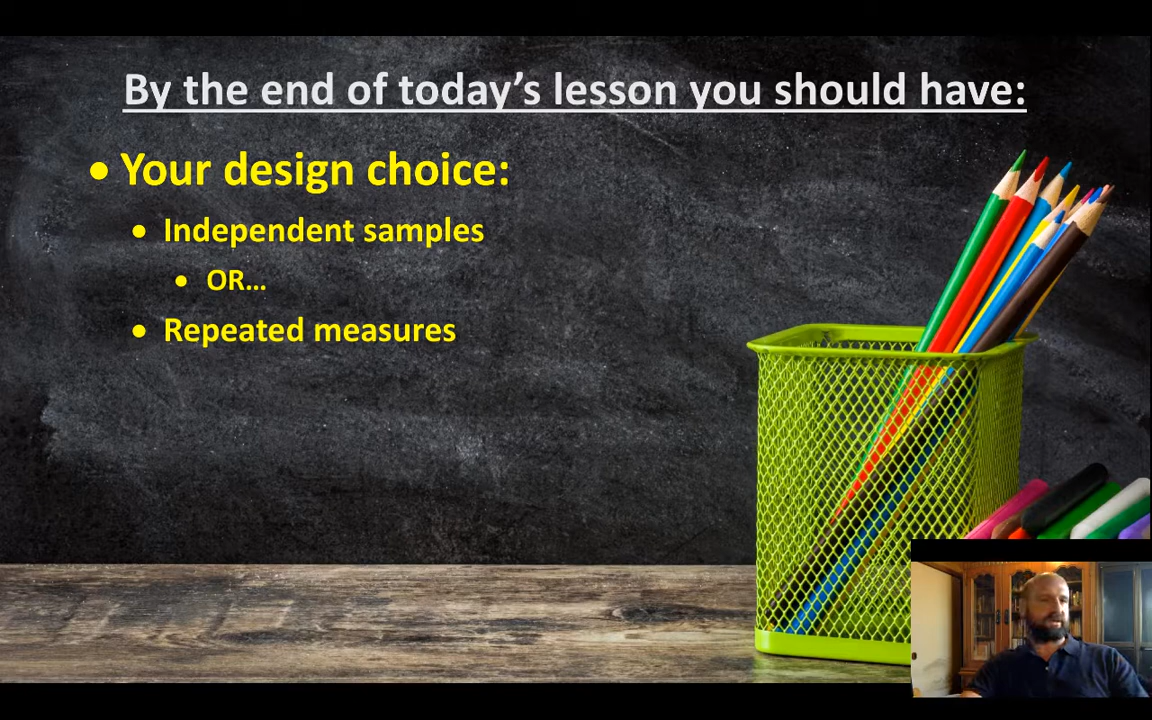 By the end of today's lesson you should have:
• Your design choice:
• Independent samples
• OR...
• Repeated measures